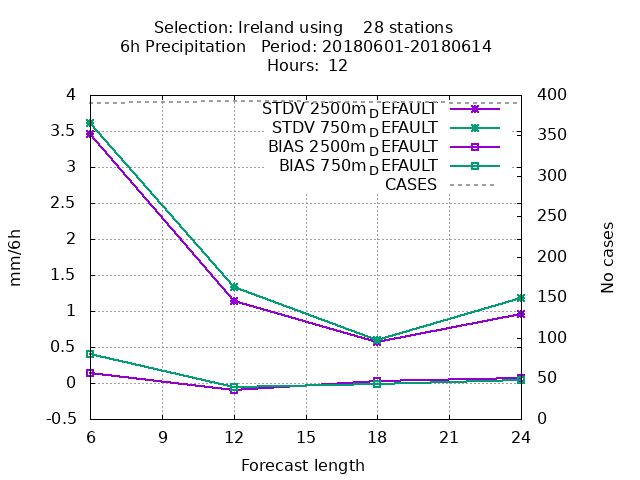 Selection: Ireland using    28 stations
6h Precipitation   Period: 20180601-20180614
Hours:  12
STDV 2500m_DEFAULT
STDV 750m_DEFAULT
BIAS 2500m_DEFAULT
BIAS 750m_DEFAULT
CASES
4
3.5
3
2.5
2
1.5
1
0.5
0
-0.5
mm/6h
400
350
300
250
200
150
100
50
0
No cases
6 9 12 15 18 21 24
Forecast length